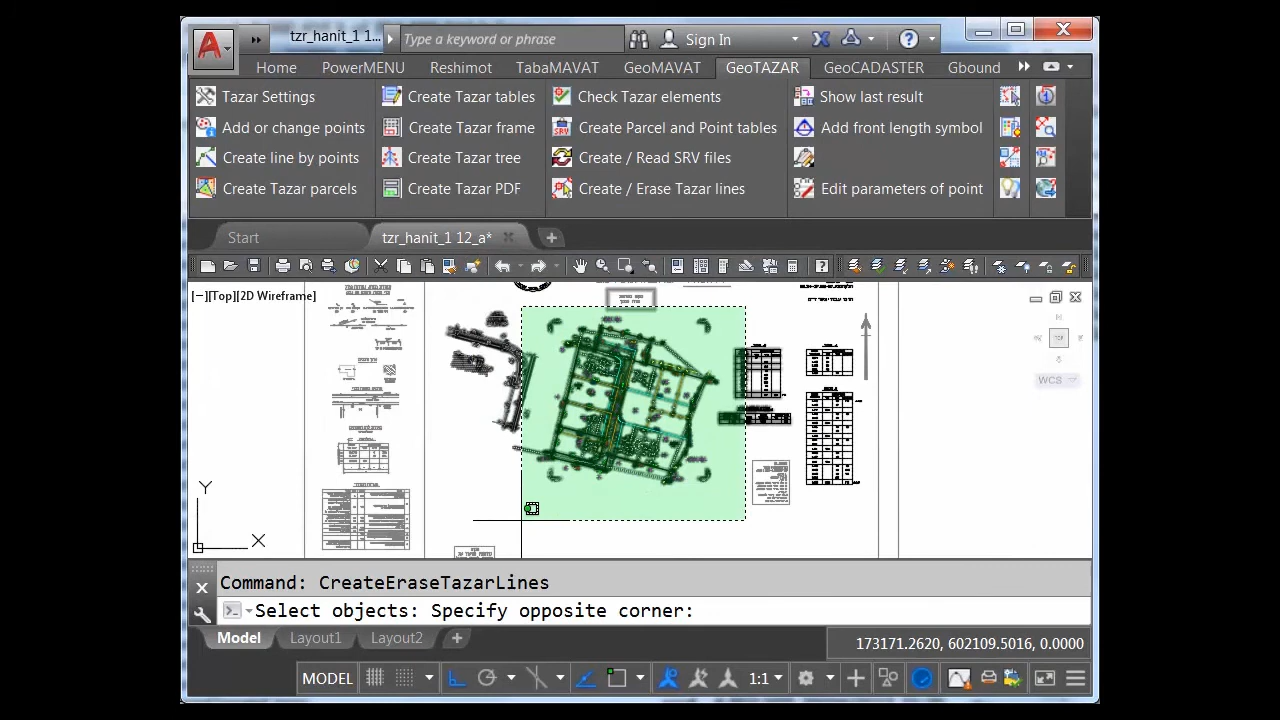 tzr_hanit_1 1...
Type a keyword or phrase
Sign In
Home PowerMENU Reshimot TabaMAVAT GeoMAVAT GeoTAZAR GeoCADASTER Gbound
Tazar Settings Create Tazar tables Check Tazar elements Show last result
Add or change points Create Tazar frame Create Parcel and Point tables Add front length symbol
Create line by points Create Tazar tree Create / Read SRV files
Create Tazar parcels Create Tazar PDF Create / Erase Tazar lines Edit parameters of point
Start tzr_hanit_1 12_a*
[−][Top][2D Wireframe]
WCS
Y
X
Command: CreateEraseTazarLines
Select objects: Specify opposite corner:
Model Layout1 Layout2
173171.2620, 602109.5016, 0.0000
MODEL 1:1